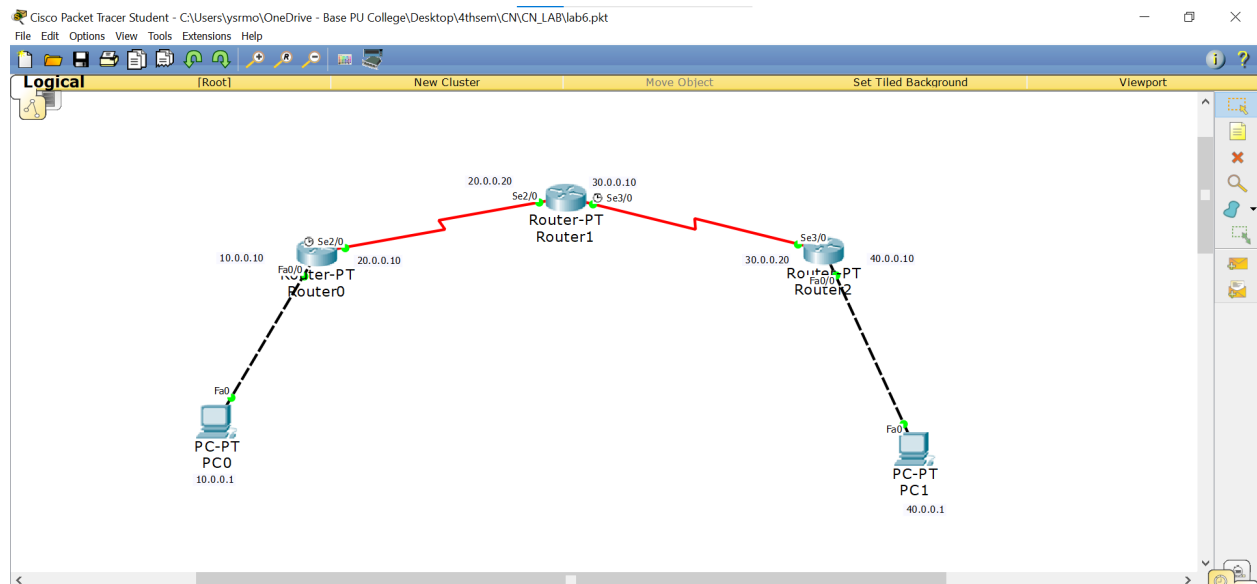 Cisco Packet Tracer Student - C:\Users\ysrmo\OneDrive - Base PU College\Desktop\4thsem\CN\CN_LAB\lab6.pkt
File Edit Options View Tools Extensions Help
Logical [Root] New Cluster Move Object Set Tiled Background Viewport
20.0.0.20 30.0.0.10
Se2/0 Se3/0
Router-PT
Router1
Se2/0
10.0.0.10 20.0.0.10
Fa0/0
Router-PT
Router0
Se3/0
30.0.0.20 40.0.0.10
Router-PT
Fa0/0
Router2
Fa0
PC-PT
PC0
10.0.0.1
Fa0
PC-PT
PC1
40.0.0.1